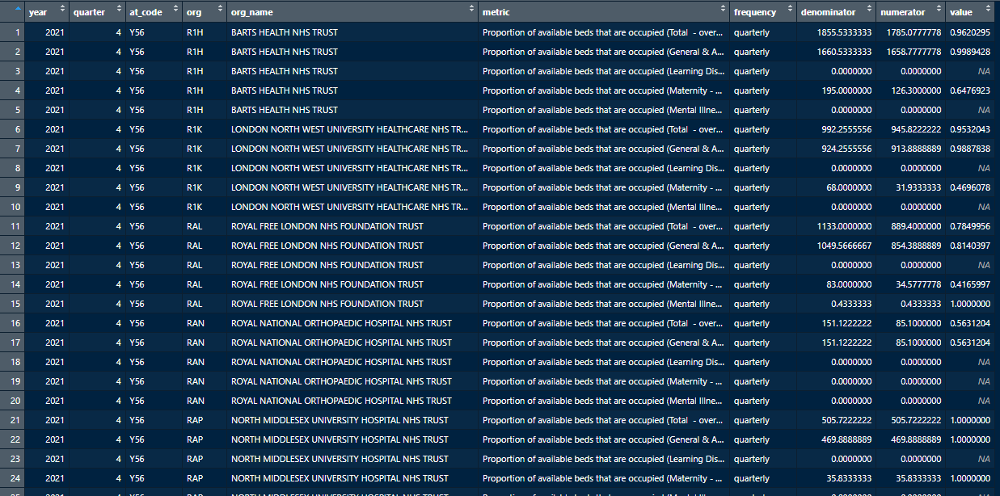 year quarter at_code org org_name metric frequency denominator numerator value
1 2021 4 Y56 R1H BARTS HEALTH NHS TRUST Proportion of available beds that are occupied (Total - over... quarterly 1855.5333333 1785.0777778 0.9620295
2 2021 4 Y56 R1H BARTS HEALTH NHS TRUST Proportion of available beds that are occupied (General & A... quarterly 1660.5333333 1658.7777778 0.9989428
3 2021 4 Y56 R1H BARTS HEALTH NHS TRUST Proportion of available beds that are occupied (Learning Dis... quarterly 0.0000000 0.0000000 NA
4 2021 4 Y56 R1H BARTS HEALTH NHS TRUST Proportion of available beds that are occupied (Maternity - ... quarterly 195.0000000 126.3000000 0.6476923
5 2021 4 Y56 R1H BARTS HEALTH NHS TRUST Proportion of available beds that are occupied (Mental Illne... quarterly 0.0000000 0.0000000 NA
6 2021 4 Y56 R1K LONDON NORTH WEST UNIVERSITY HEALTHCARE NHS TR... Proportion of available beds that are occupied (Total - over... quarterly 992.2555556 945.8222222 0.9532043
7 2021 4 Y56 R1K LONDON NORTH WEST UNIVERSITY HEALTHCARE NHS TR... Proportion of available beds that are occupied (General & A... quarterly 924.2555556 913.8888889 0.9887838
8 2021 4 Y56 R1K LONDON NORTH WEST UNIVERSITY HEALTHCARE NHS TR... Proportion of available beds that are occupied (Learning Dis... quarterly 0.0000000 0.0000000 NA
9 2021 4 Y56 R1K LONDON NORTH WEST UNIVERSITY HEALTHCARE NHS TR... Proportion of available beds that are occupied (Maternity - ... quarterly 68.0000000 31.9333333 0.4696078
10 2021 4 Y56 R1K LONDON NORTH WEST UNIVERSITY HEALTHCARE NHS TR... Proportion of available beds that are occupied (Mental Illne... quarterly 0.0000000 0.0000000 NA
11 2021 4 Y56 RAL ROYAL FREE LONDON NHS FOUNDATION TRUST Proportion of available beds that are occupied (Total - over... quarterly 1133.0000000 889.4000000 0.7849956
12 2021 4 Y56 RAL ROYAL FREE LONDON NHS FOUNDATION TRUST Proportion of available beds that are occupied (General & A... quarterly 1049.5666667 854.3888889 0.8140397
13 2021 4 Y56 RAL ROYAL FREE LONDON NHS FOUNDATION TRUST Proportion of available beds that are occupied (Learning Dis... quarterly 0.0000000 0.0000000 NA
14 2021 4 Y56 RAL ROYAL FREE LONDON NHS FOUNDATION TRUST Proportion of available beds that are occupied (Maternity - ... quarterly 83.0000000 34.5777778 0.4165997
15 2021 4 Y56 RAL ROYAL FREE LONDON NHS FOUNDATION TRUST Proportion of available beds that are occupied (Mental Illne... quarterly 0.4333333 0.4333333 1.0000000
16 2021 4 Y56 RAN ROYAL NATIONAL ORTHOPAEDIC HOSPITAL NHS TRUST Proportion of available beds that are occupied (Total - over... quarterly 151.1222222 85.1000000 0.5631204
17 2021 4 Y56 RAN ROYAL NATIONAL ORTHOPAEDIC HOSPITAL NHS TRUST Proportion of available beds that are occupied (General & A... quarterly 151.1222222 85.1000000 0.5631204
18 2021 4 Y56 RAN ROYAL NATIONAL ORTHOPAEDIC HOSPITAL NHS TRUST Proportion of available beds that are occupied (Learning Dis... quarterly 0.0000000 0.0000000 NA
19 2021 4 Y56 RAN ROYAL NATIONAL ORTHOPAEDIC HOSPITAL NHS TRUST Proportion of available beds that are occupied (Maternity - ... quarterly 0.0000000 0.0000000 NA
20 2021 4 Y56 RAN ROYAL NATIONAL ORTHOPAEDIC HOSPITAL NHS TRUST Proportion of available beds that are occupied (Mental Illne... quarterly 0.0000000 0.0000000 NA
21 2021 4 Y56 RAP NORTH MIDDLESEX UNIVERSITY HOSPITAL NHS TRUST Proportion of available beds that are occupied (Total - over... quarterly 505.7222222 505.7222222 1.0000000
22 2021 4 Y56 RAP NORTH MIDDLESEX UNIVERSITY HOSPITAL NHS TRUST Proportion of available beds that are occupied (General & A... quarterly 469.8888889 469.8888889 1.0000000
23 2021 4 Y56 RAP NORTH MIDDLESEX UNIVERSITY HOSPITAL NHS TRUST Proportion of available beds that are occupied (Learning Dis... quarterly 0.0000000 0.0000000 NA
24 2021 4 Y56 RAP NORTH MIDDLESEX UNIVERSITY HOSPITAL NHS TRUST Proportion of available beds that are occupied (Maternity - ... quarterly 35.8333333 35.8333333 1.0000000